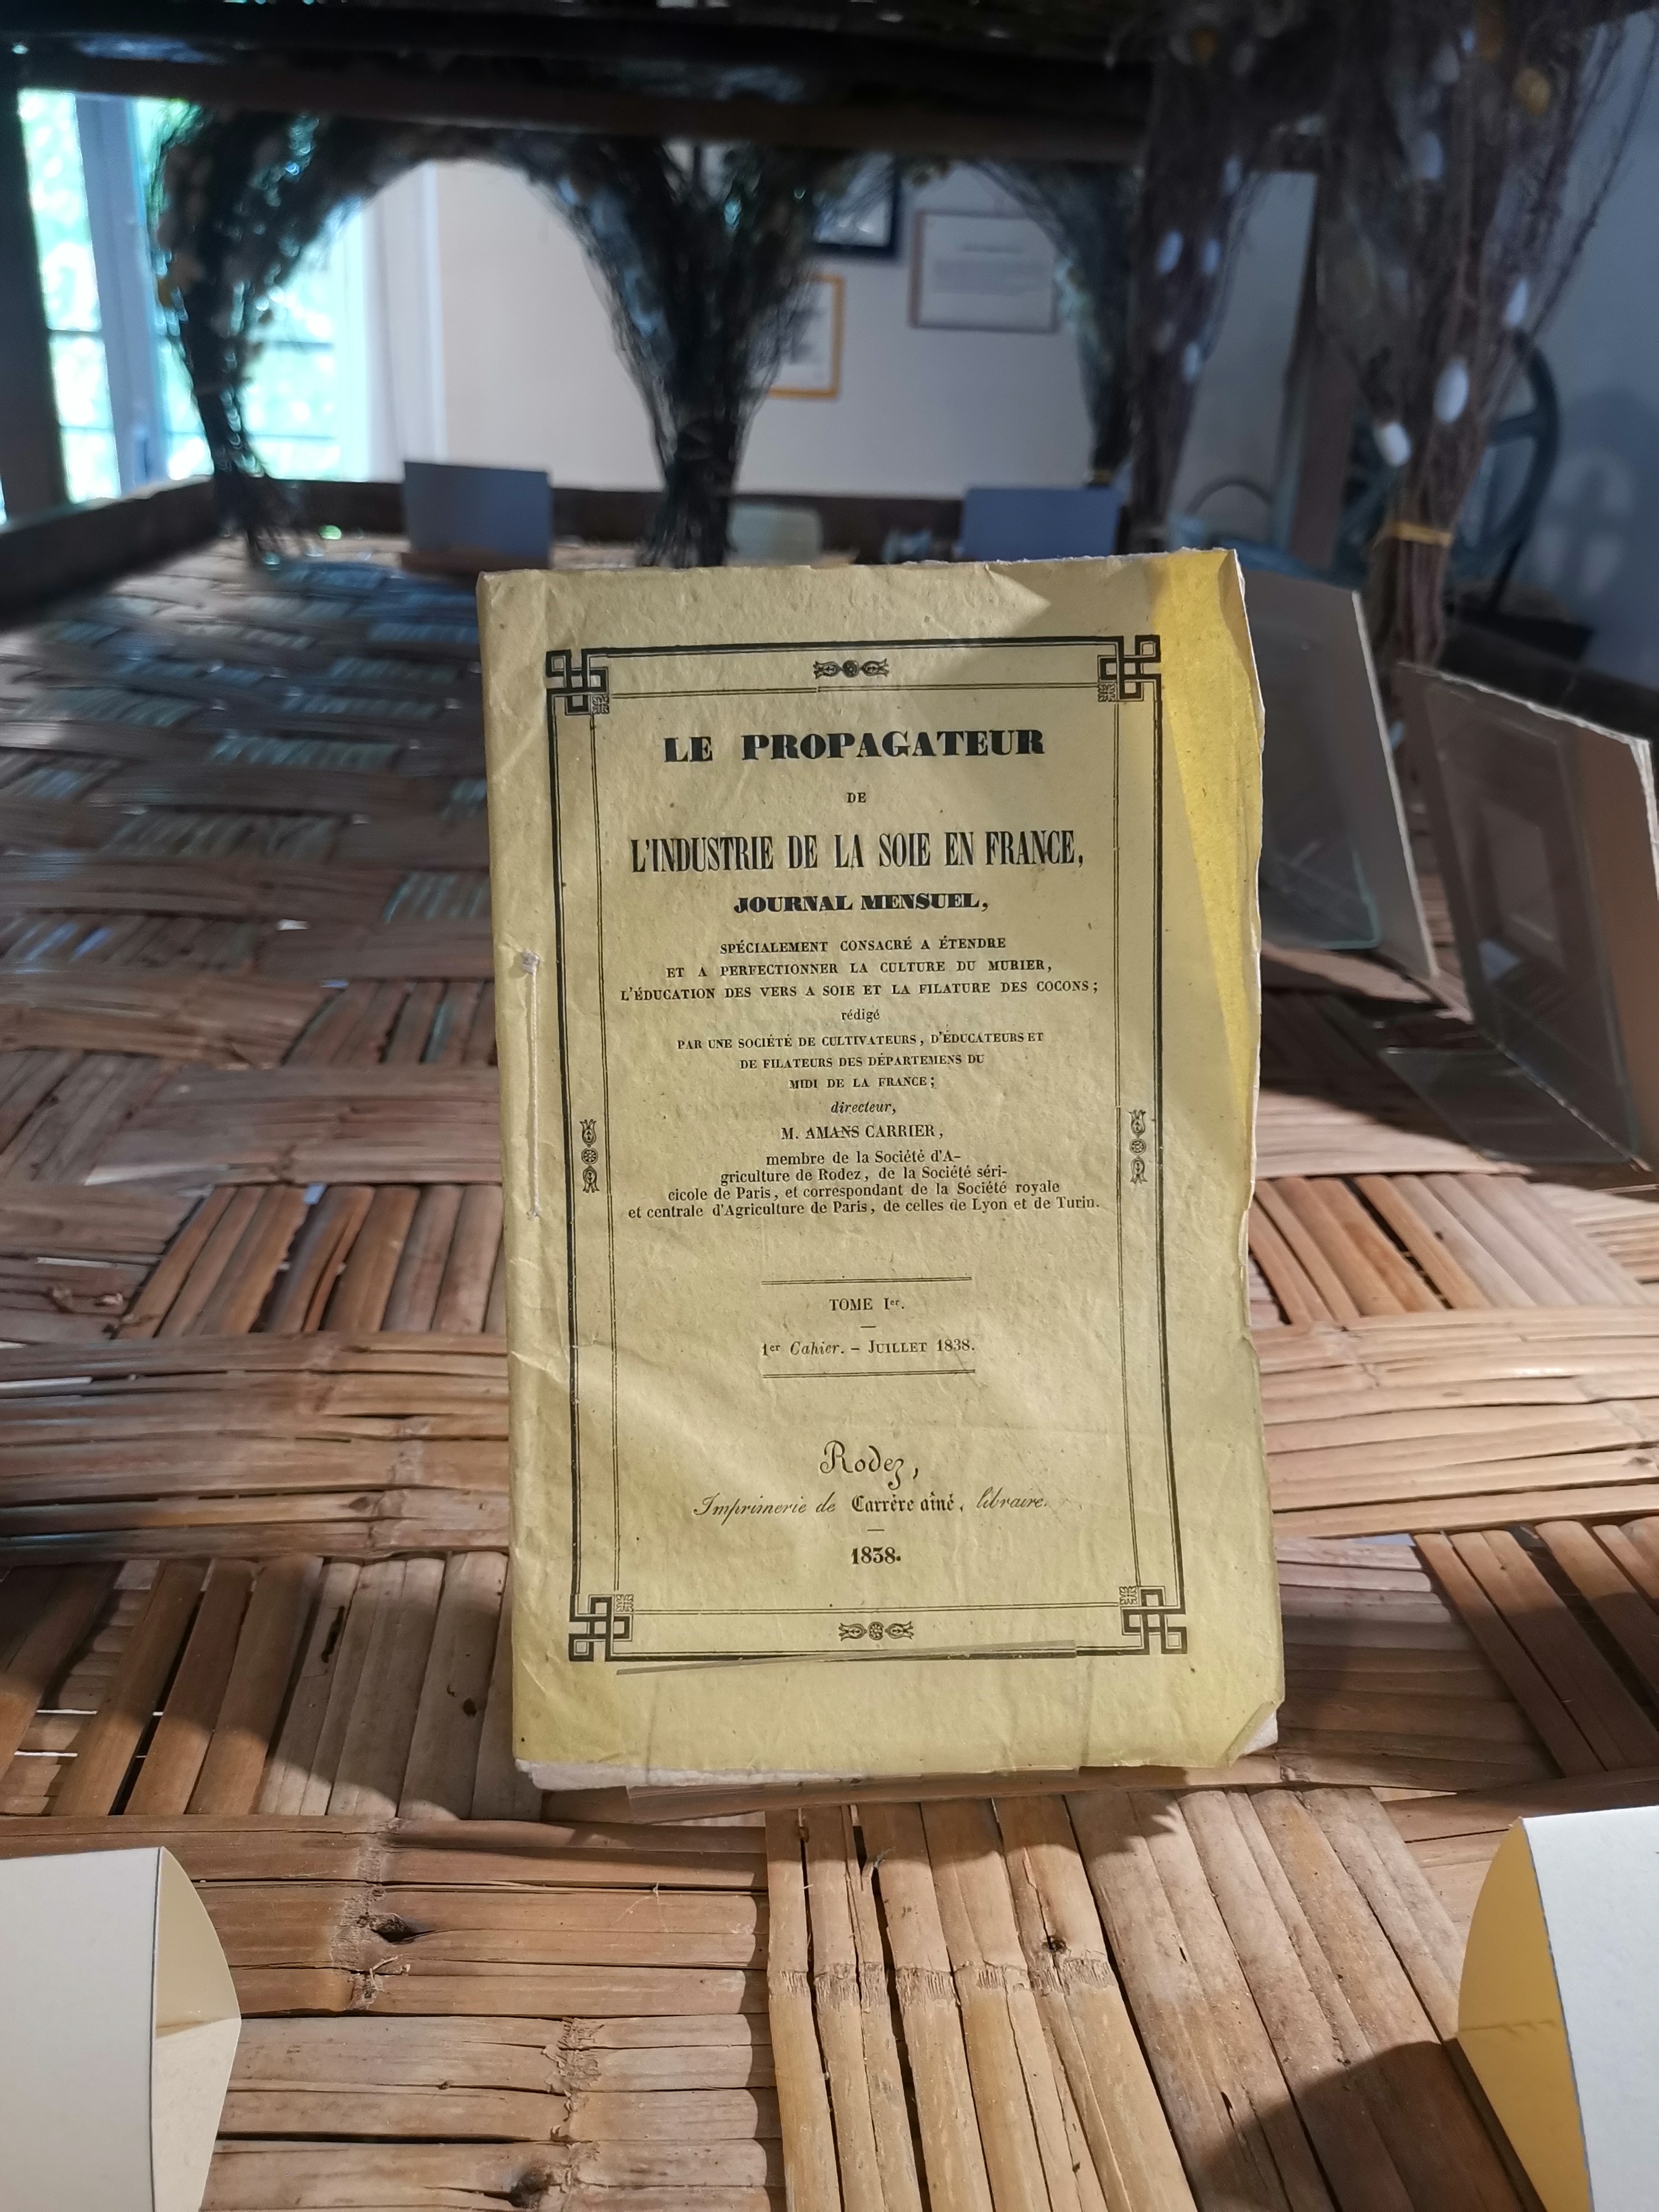 LE PROPAGATEUR
DE
L'INDUSTRIE DE LA SOIE EN FRANCE,
JOURNAL MENSUEL,
SPÉCIALEMENT CONSACRÉ A ÉTENDRE
ET A PERFECTIONNER LA CULTURE DU MURIER,
L'ÉDUCATION DES VERS A SOIE ET LA FILATURE DES COCONS;
rédigé
PAR UNE SOCIÉTÉ DE CULTIVATEURS, D'ÉDUCATEURS ET
DE FILATEURS DES DÉPARTEMENS DU
MIDI DE LA FRANCE;
directeur,
M. AMANS CARRIER,
membre de la Société d'A-
griculture de Rodez, de la Société séri-
cicole de Paris, et correspondant de la Société royale
et centrale d'Agriculture de Paris, de celles de Lyon et de Turin.
TOME Ier.
1er Cahier. – JUILLET 1838.
Rodez,
Imprimerie de Carrère aîné, libraire.
1838.